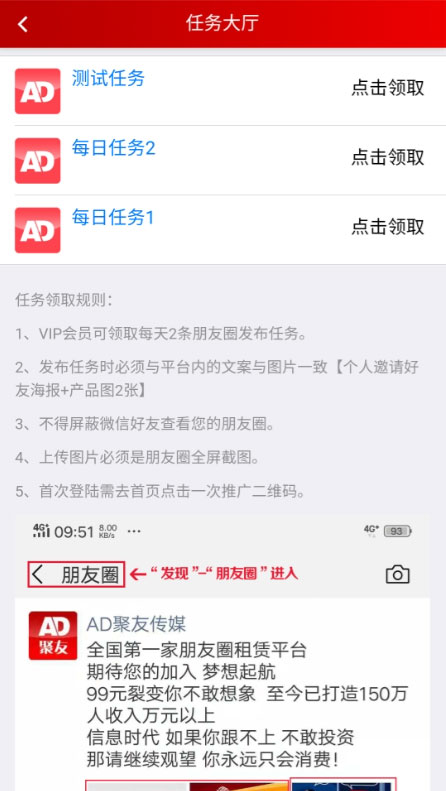 任务大厅
AD
测试任务
点击领取
AD
每日任务2
点击领取
AD
每日任务1
点击领取
任务领取规则：
1、VIP会员可领取每天2条朋友圈发布任务。
2、发布任务时必须与平台内的文案与图片一致【个人邀请好
友海报+产品图2张】
3、不得屏蔽微信好友查看您的朋友圈。
4、上传图片必须是朋友圈全屏截图。
5、首次登陆需去首页点击一次推广二维码。
4G+ 09:51 8.00 KB/s ··· 4G+ 93
朋友圈 ← “发现”-“朋友圈”进入
AD
聚友
AD聚友传媒
全国第一家朋友圈租赁平台
期待您的加入 梦想起航
99元裂变你不敢想象 至今已打造150万
人收入万元以上
信息时代 如果你跟不上 不敢投资
那请继续观望 你永远只会消费！